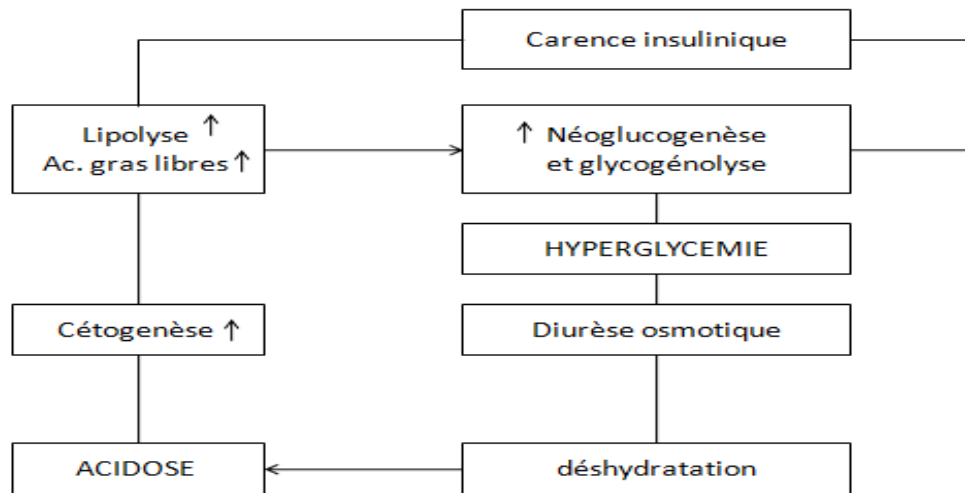 Carence insulinique
Lipolyse ↑
Ac. gras libres ↑
↑ Néoglucogenèse
et glycogénolyse
HYPERGLYCEMIE
Cétogenèse ↑
Diurèse osmotique
ACIDOSE
déshydratation